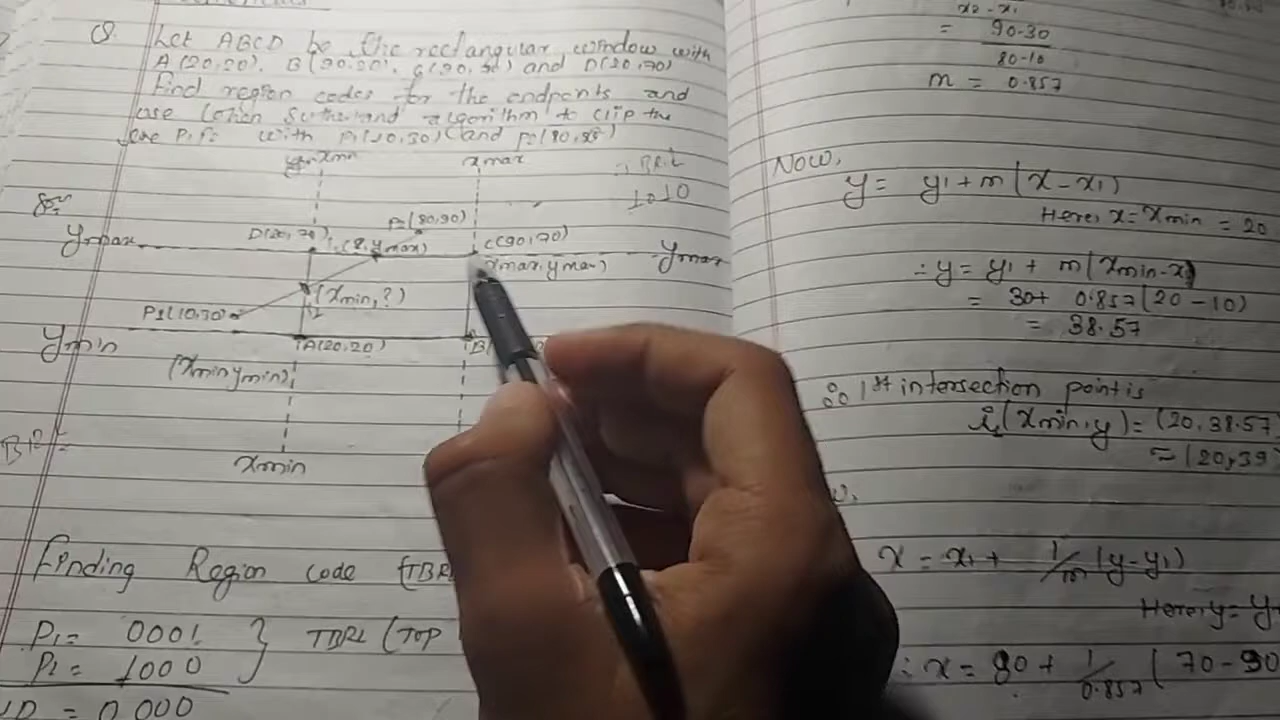 Q. Let ABCD be the rectangular window with
A(20,20), B(90,20), C(90,70) and D(20,70)
Find region codes for the endpoints and
use Cohen Sutherland algorithm to clip the
line P1P2 with P1(10,30) and P2(80,90)
xmin xmax
1010
P2(80,90)
Ymax D(20,70) (?,ymax) C(90,70) Ymax
(xmax,ymax)
(xmin,?)
P1(10,30)
Ymin A(20,20) B(
(xmin,ymin)
xmin
Finding Region code (TBR
P1= 0001 } TBRL (TOP
P2= 1000
= 0000
x2-x1
= 90-30
80-10
m = 0.857
Now,
y= y1+m(x-x1)
Here, x=xmin = 20
∴y= y1 + m(xmin-x)
= 30+ 0.857(20-10)
= 38.57
∴ 1st intersection point is
(xmin,y) = (20,38.57
≈ (20,39
x = x1 + 1/m (y-y1)
Here, y= y
∴ x = 80 + 1/0.857 (70-90